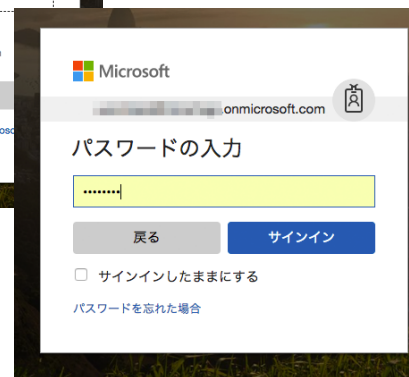 Microsoft
.onmicrosoft.com
パスワードの入力
戻る
サインイン
サインインしたままにする
パスワードを忘れた場合